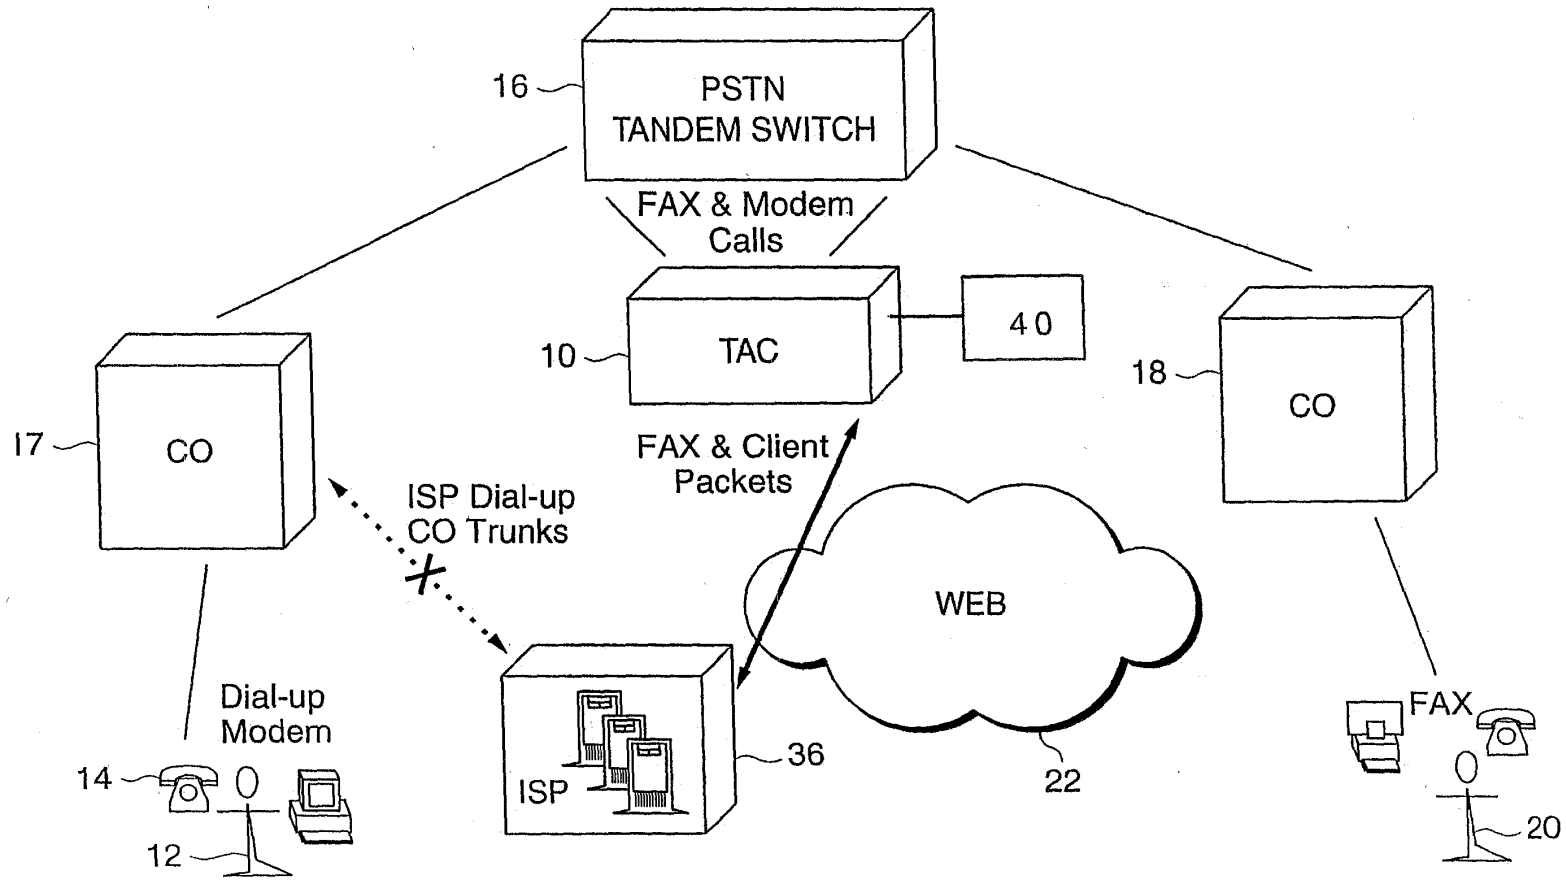 16
PSTN
TANDEM SWITCH
FAX & Modem
Calls
10
TAC
40
18
CO
17
CO
FAX & Client
Packets
ISP Dial-up
CO Trunks
WEB
Dial-up
Modem
14
12
ISP
36
22
FAX
20